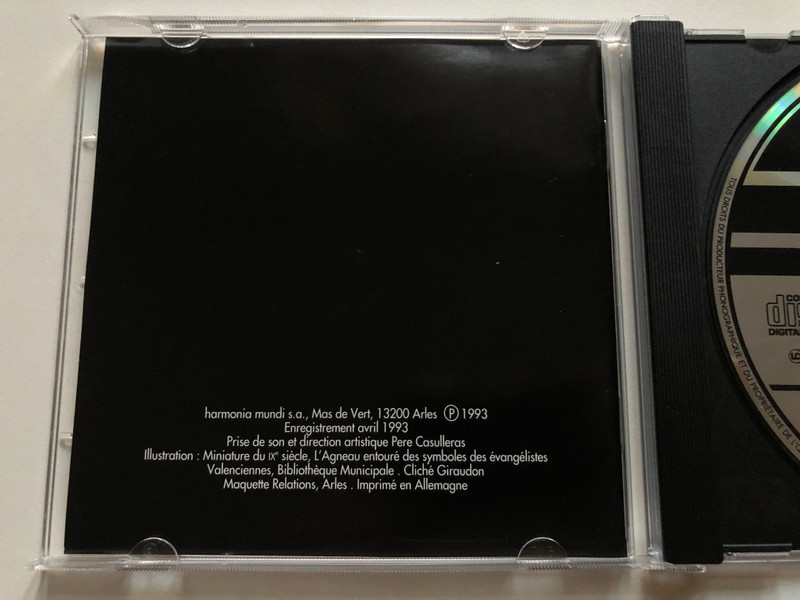 harmonia mundi s.a., Mas de Vert, 13200 Arles Ⓟ 1993
Enregistrement avril 1993
Prise de son et direction artistique Pere Casulleras
Illustration : Miniature du IXe siècle, L'Agneau entouré des symboles des évangélistes
Valenciennes, Bibliothèque Municipale . Cliché Giraudon
Maquette Relations, Arles . Imprimé en Allemagne
TOUS DROITS DU PRODUCTEUR PHONOGRAPHIQUE ET DU PROPRIÉTAIRE DE
DIGITAL